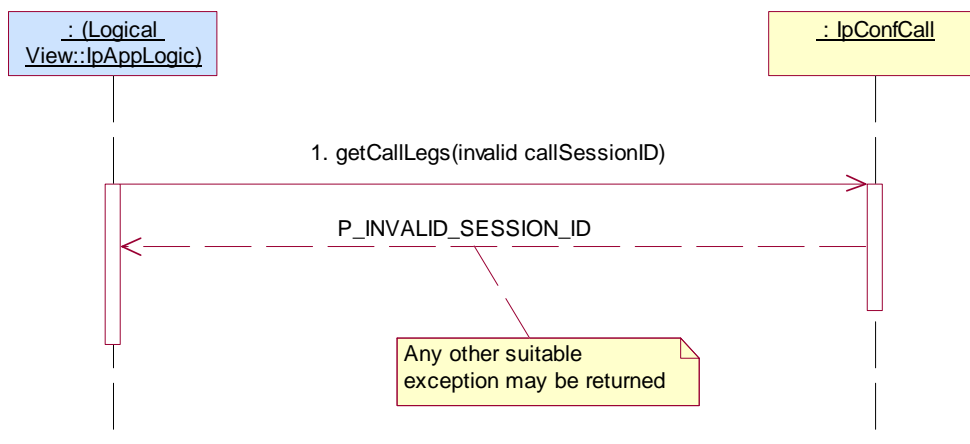 : (Logical
View::IpAppLogic)
: IpConfCall
1. getCallLegs(invalid callSessionID)
P_INVALID_SESSION_ID
Any other suitable
exception may be returned